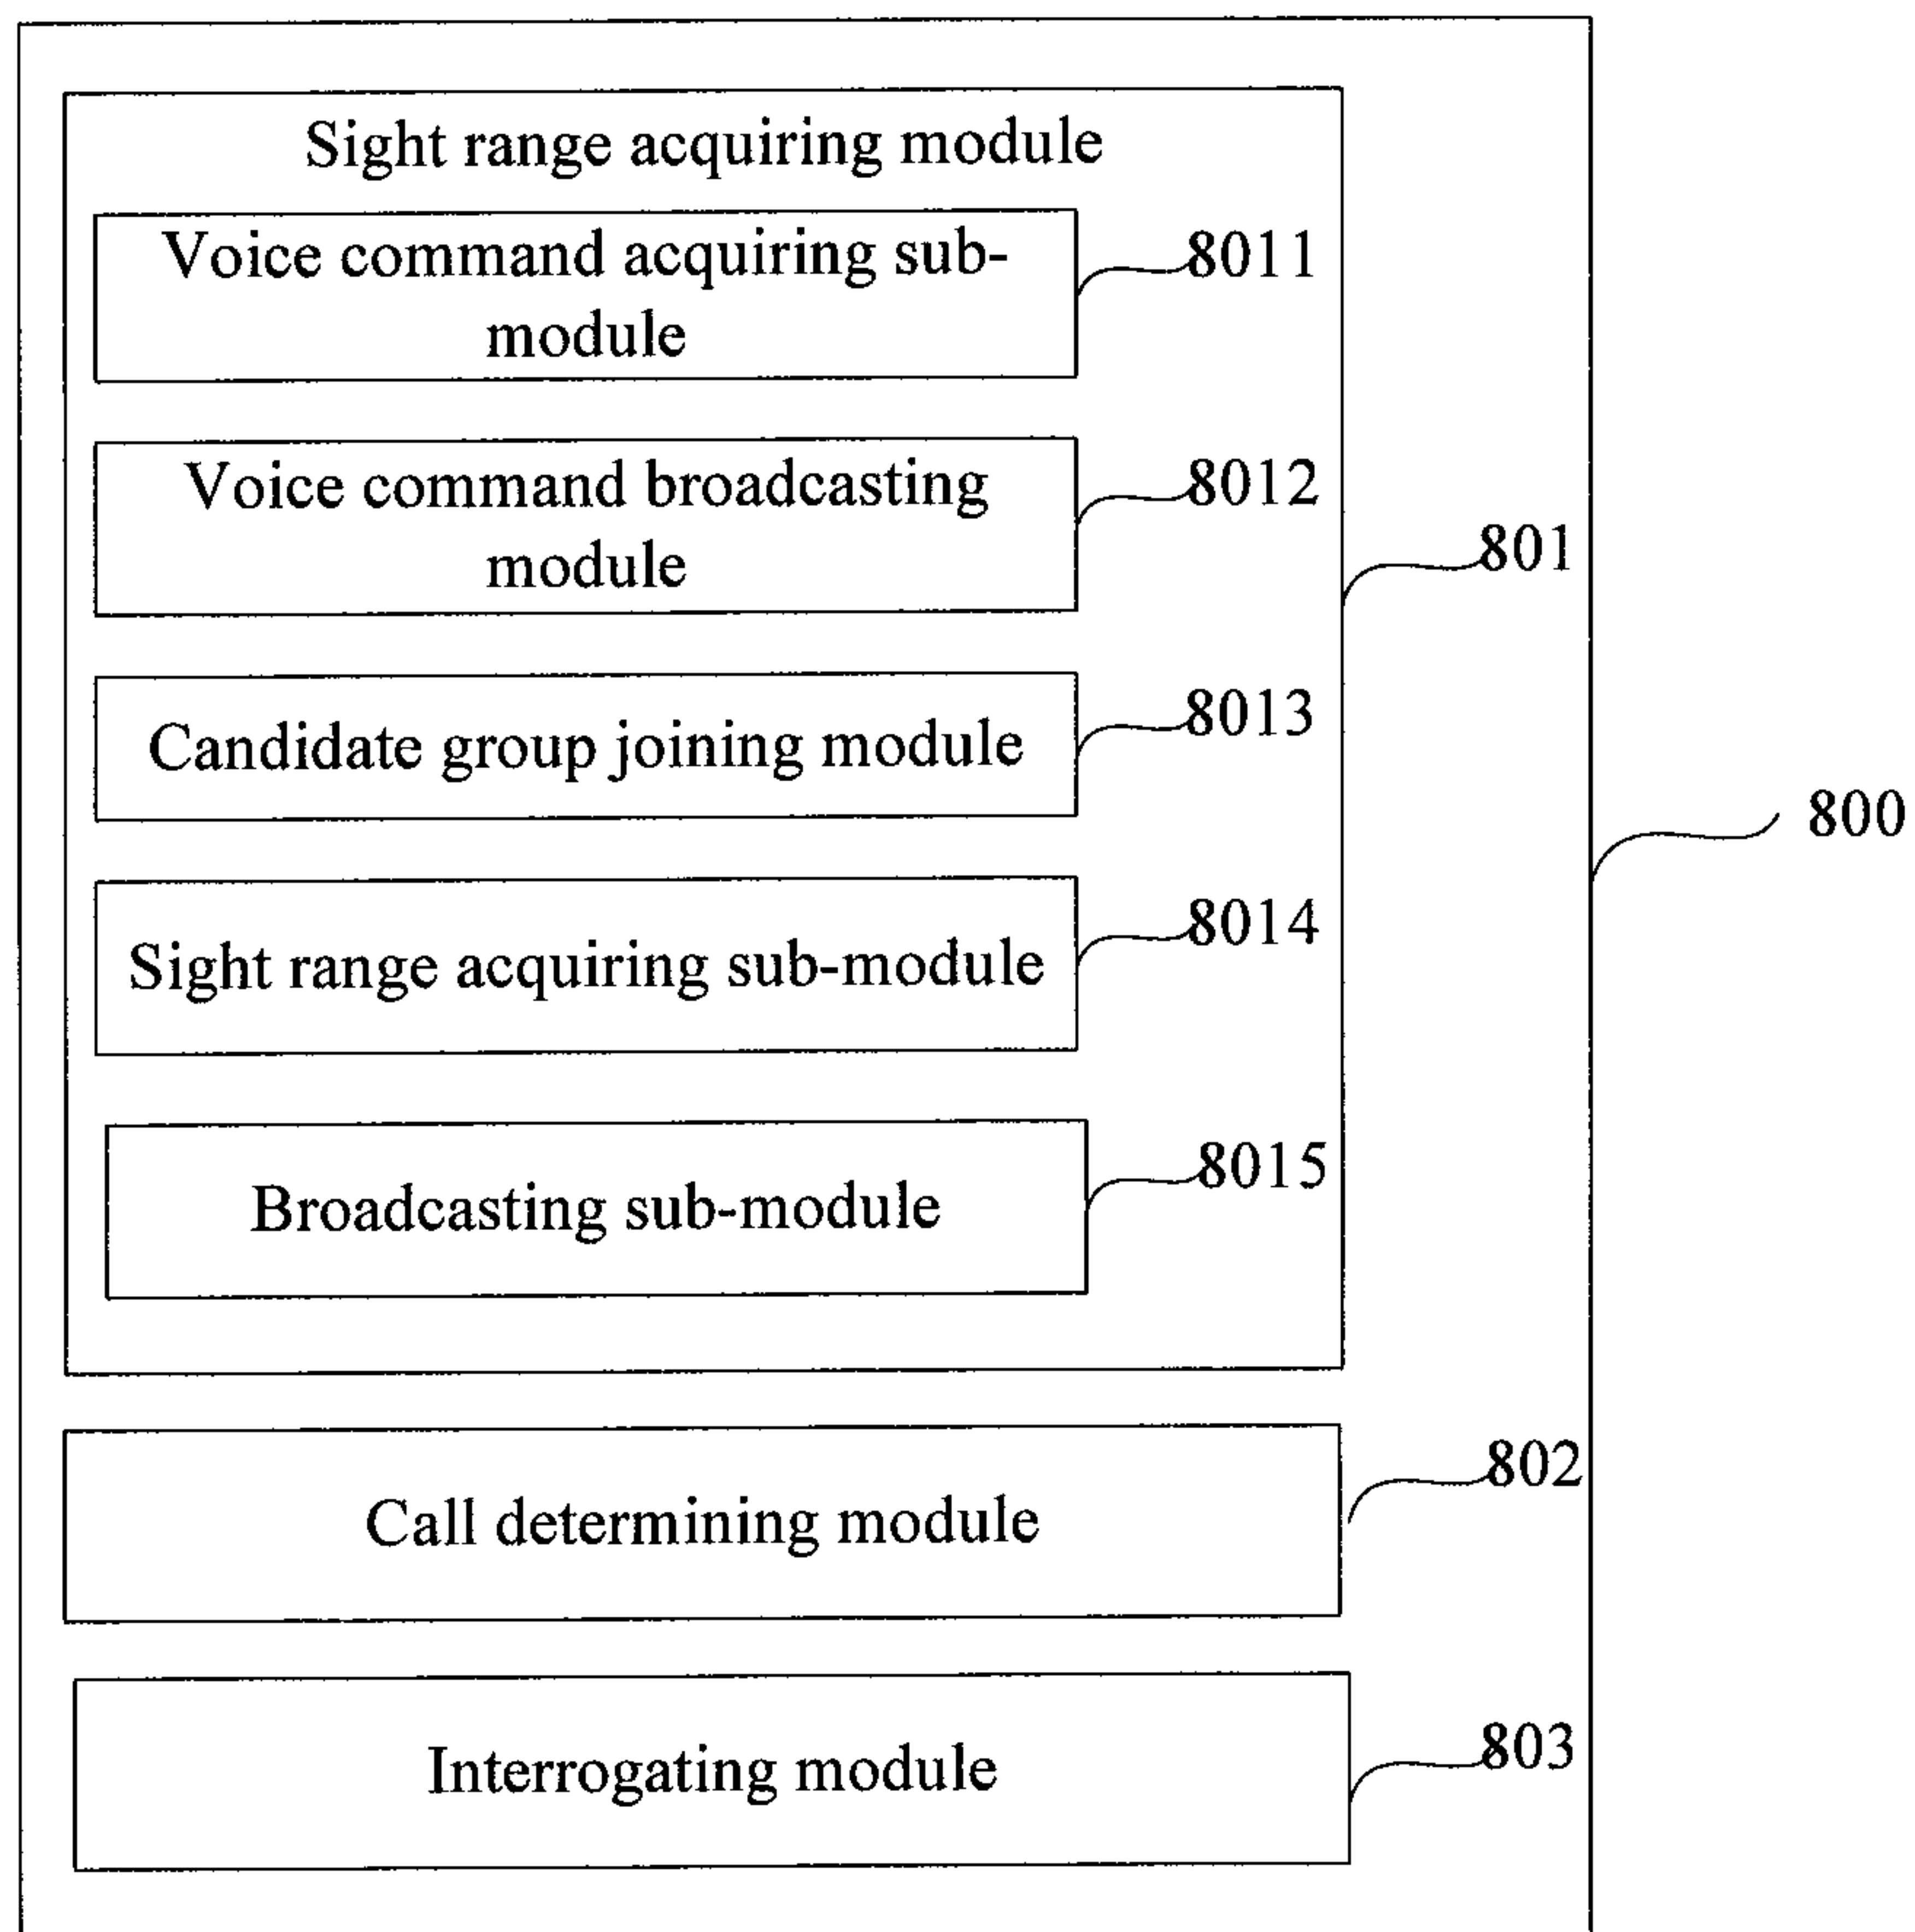 Sight range acquiring module
Voice command acquiring sub-
module
8011
Voice command broadcasting
module
8012
801
Candidate group joining module
8013
800
Sight range acquiring sub-module
8014
Broadcasting sub-module
8015
Call determining module
802
Interrogating module
803